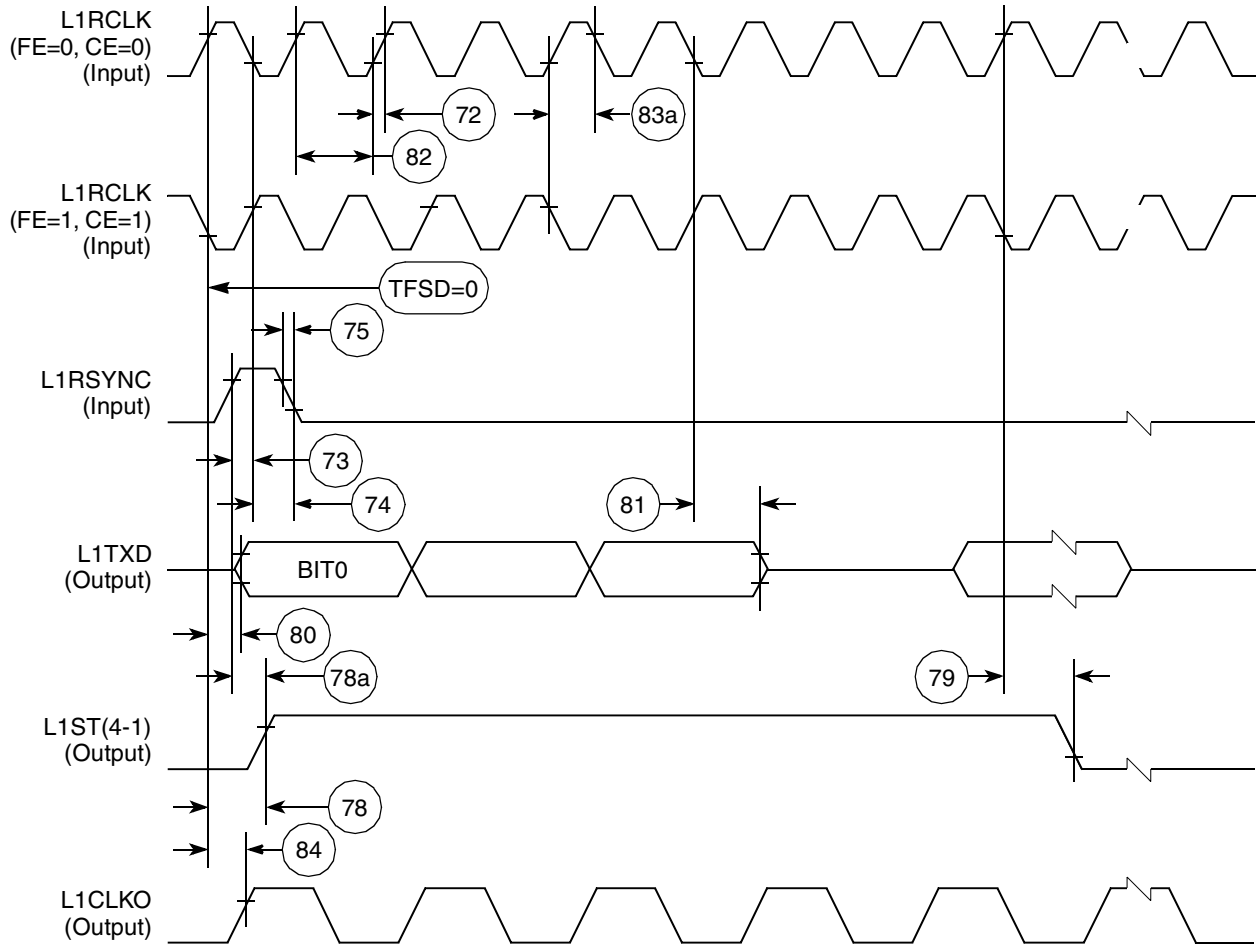 L1RCLK
(FE=0, CE=0)
(Input)
72
83a
82
L1RCLK
(FE=1, CE=1)
(Input)
TFSD=0
75
L1RSYNC
(Input)
73
74
81
L1TXD
(Output)
BIT0
80
78a
79
L1ST(4-1)
(Output)
78
84
L1CLKO
(Output)